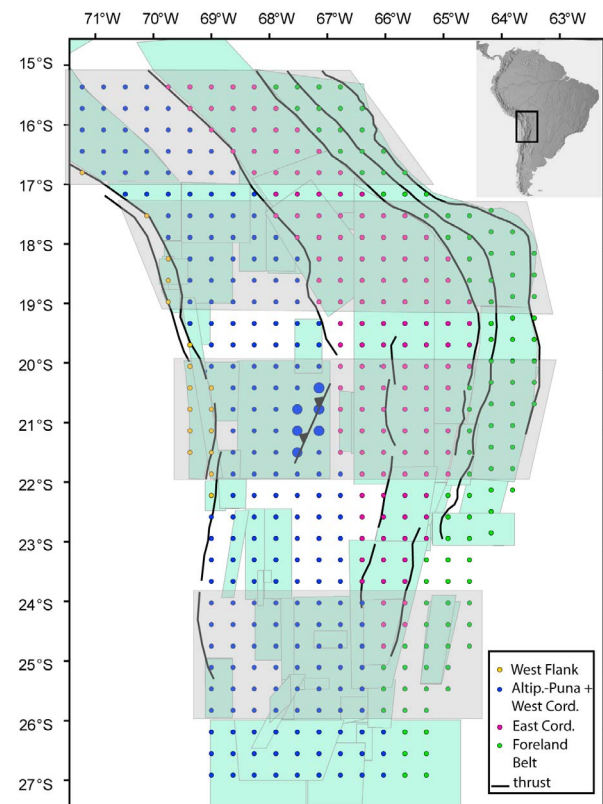 71°W 70°W 69°W 68°W 67°W 66°W 65°W 64°W 63°W
15°S
16°S
17°S
18°S
19°S
20°S
21°S
22°S
23°S
24°S
25°S
26°S
27°S
West Flank
Altip.-Puna +
West Cord.
East Cord.
Foreland
Belt
thrust